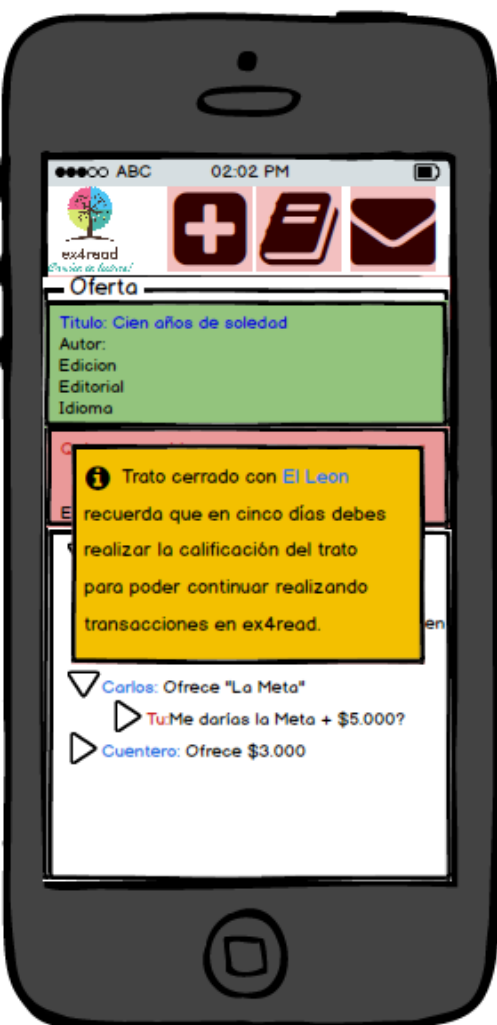 ABC 02:02 PM
ex4read
Oferta
Titulo: Cien años de soledad
Autor:
Edicion
Editorial
Idioma
Trato cerrado con El Leon
recuerda que en cinco días debes
realizar la calificación del trato
para poder continuar realizando
transacciones en ex4read.
en
Carlos: Ofrece "La Meta"
Tu:Me darias la Meta + $5.000?
Cuentero: Ofrece $3.000